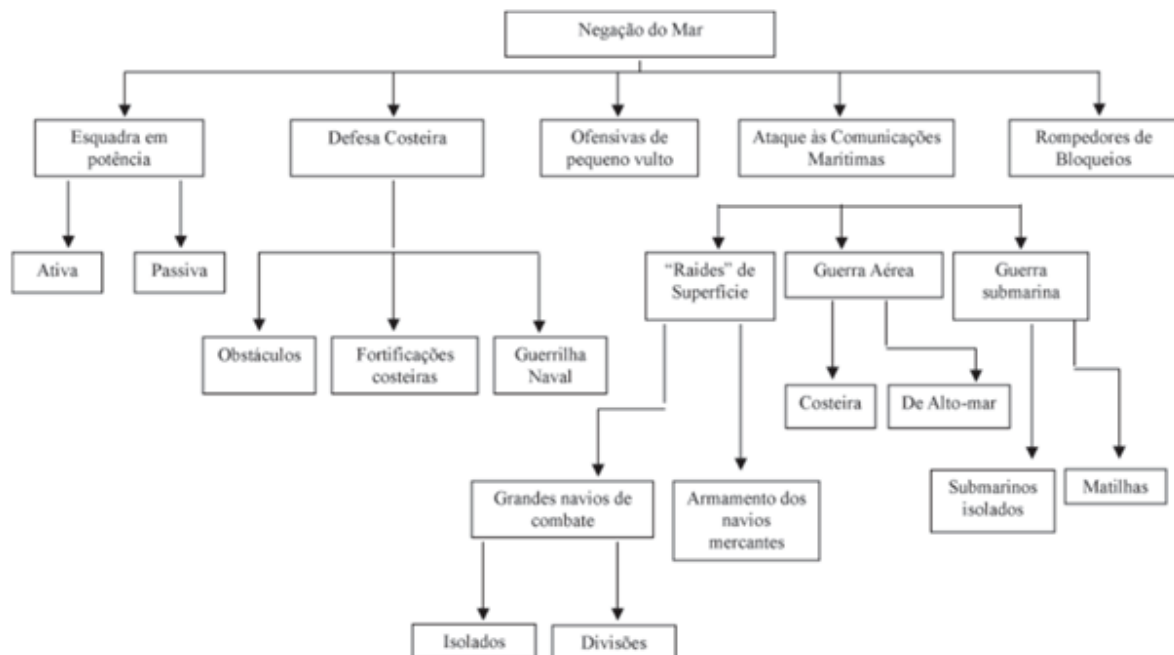 Negação do Mar
Esquadra em
potência
Defesa Costeira
Ofensivas de
pequeno vulto
Ataque às Comunicações
Marítimas
Rompedores de
Bloqueios
Ativa
Passiva
"Raides" de
Superfície
Guerra Aérea
Guerra
submarina
Obstáculos
Fortificações
costeiras
Guerrilha
Naval
Costeira
De Alto-mar
Grandes navios de
combate
Armamento dos
navios
mercantes
Submarinos
isolados
Matilhas
Isolados
Divisões